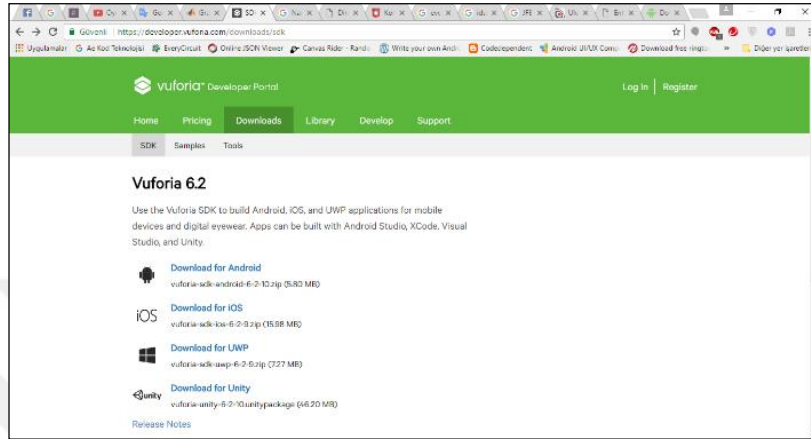 Güvenli https://developer.vuforia.com/downloads/sdk
Uygulamalar Ae Kod Teknolojisi EveryCircuit Online JSON Viewer Canvas Rider - Rando Write your own Andr Codedependent Android UI/UX Comp Download free ringto » Diğer yer işaretleri
vuforia™ Developer Portal Log In | Register
Home Pricing Downloads Library Develop Support
SDK Samples Tools
Vuforia 6.2
Use the Vuforia SDK to build Android, iOS, and UWP applications for mobile
devices and digital eyewear. Apps can be built with Android Studio, XCode, Visual
Studio, and Unity.
Download for Android
vuforia-sdk-android-6-2-10.zip (5.80 MB)
iOS Download for iOS
vuforia-sdk-ios-6-2-9.zip (15.98 MB)
Download for UWP
vuforia-sdk-uwp-6-2-9.zip (7.27 MB)
unity Download for Unity
vuforia-unity-6-2-10.unitypackage (46.20 MB)
Release Notes